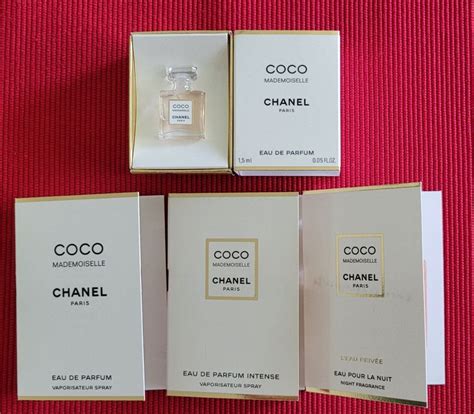 COCO
MADEMOISELLE
CHANEL
PARIS
COCO
MADEMOISELLE
CHANEL
PARIS
EAU DE PARFUM
1,5 ml 0.05 FL.OZ.
COCO
MADEMOISELLE
CHANEL
PARIS
EAU DE PARFUM
VAPORISATEUR SPRAY
COCO
MADEMOISELLE
CHANEL
PARIS
EAU DE PARFUM INTENSE
VAPORISATEUR SPRAY
COCO
MADEMOISELLE
CHANEL
PARIS
L'EAU PRIVÉE
EAU POUR LA NUIT
NIGHT FRAGRANCE